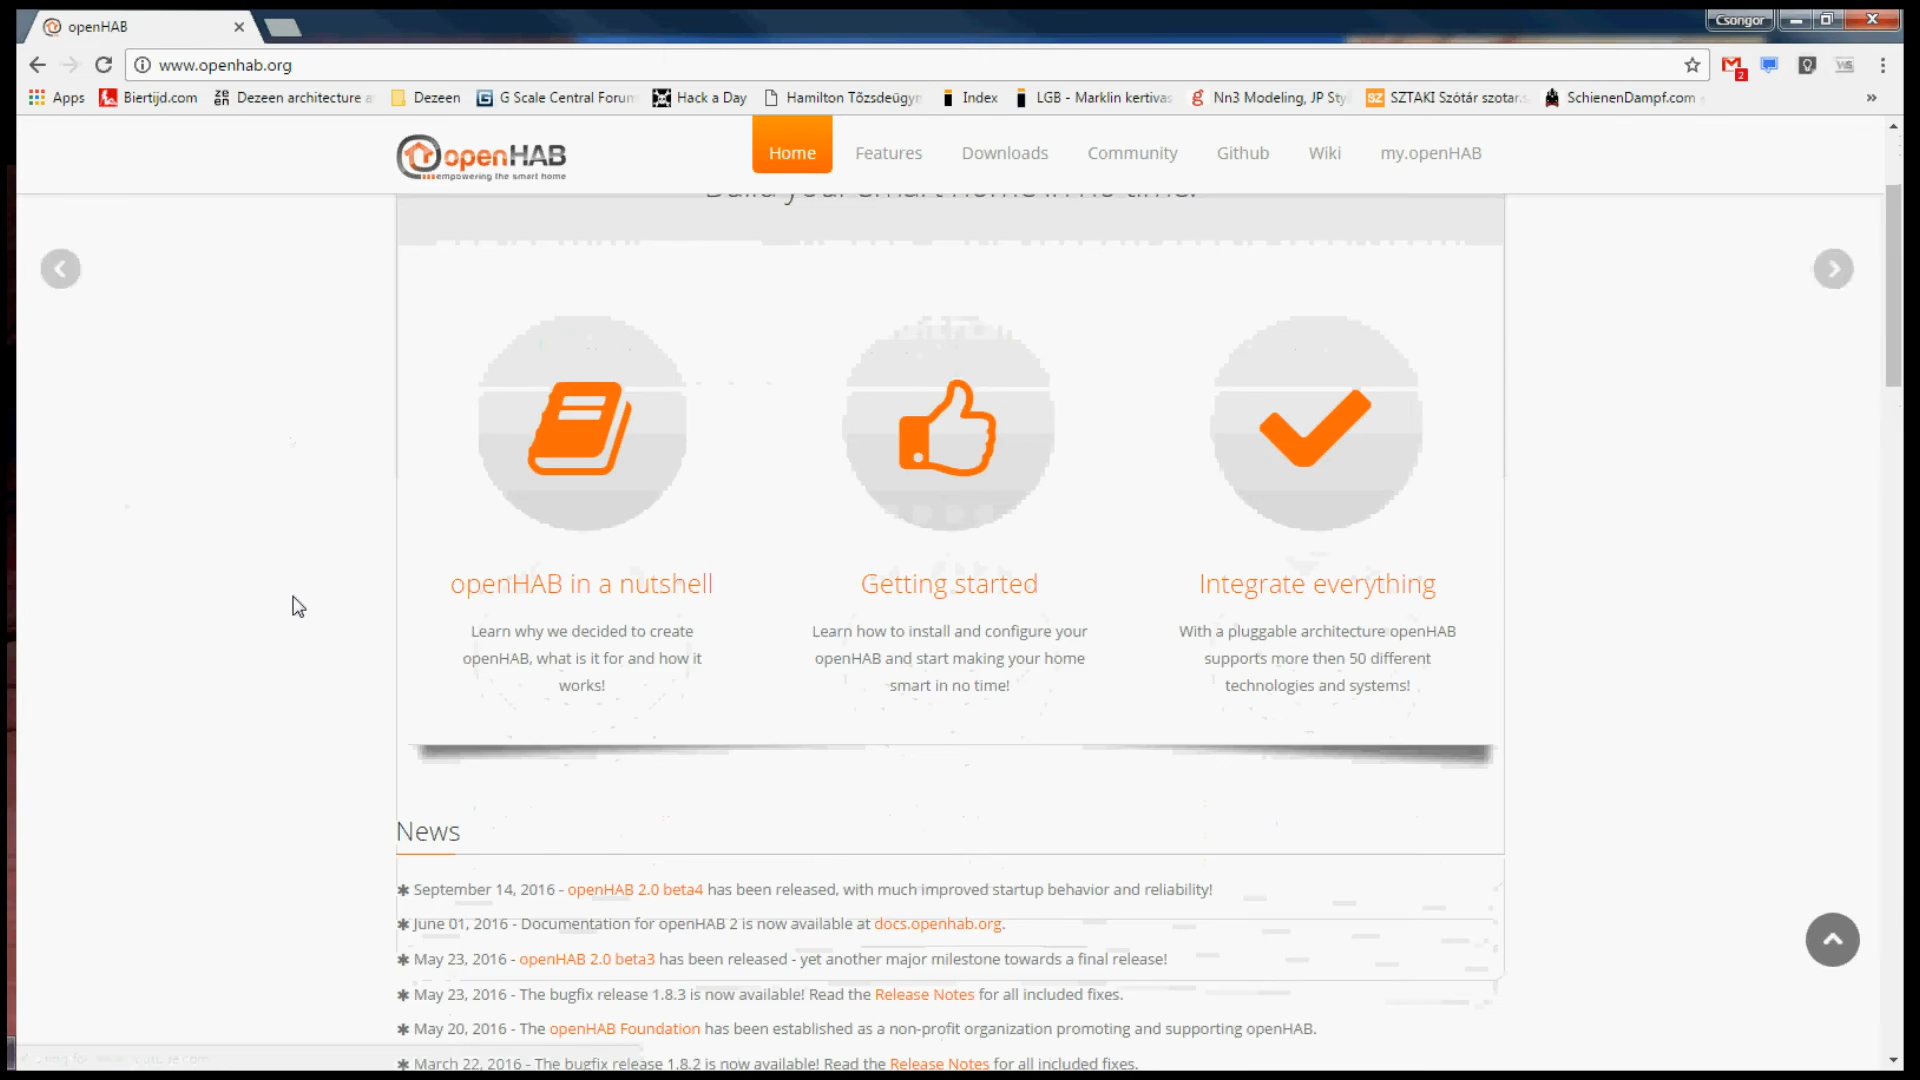 openHAB
Csongor
www.openhab.org
2
Apps Biertijd.com Dezeen architecture a Dezeen G Scale Central Forum Hack a Day Hamilton Tőzsdeügyn Index LGB - Marklin kertivas Nn3 Modeling, JP Sty SZTAKI Szótár szotar.s SchienenDampf.com
openHAB
empowering the smart home
Home Features Downloads Community Github Wiki my.openHAB
Build your smart home in no time.
openHAB in a nutshell
Learn why we decided to create
openHAB, what is it for and how it
works!
Getting started
Learn how to install and configure your
openHAB and start making your home
smart in no time!
Integrate everything
With a pluggable architecture openHAB
supports more then 50 different
technologies and systems!
News
✱ September 14, 2016 - openHAB 2.0 beta4 has been released, with much improved startup behavior and reliability!
✱ June 01, 2016 - Documentation for openHAB 2 is now available at docs.openhab.org.
✱ May 23, 2016 - openHAB 2.0 beta3 has been released - yet another major milestone towards a final release!
✱ May 23, 2016 - The bugfix release 1.8.3 is now available! Read the Release Notes for all included fixes.
✱ May 20, 2016 - The openHAB Foundation has been established as a non-profit organization promoting and supporting openHAB.
✱ March 22, 2016 - The bugfix release 1.8.2 is now available! Read the Release Notes for all included fixes.